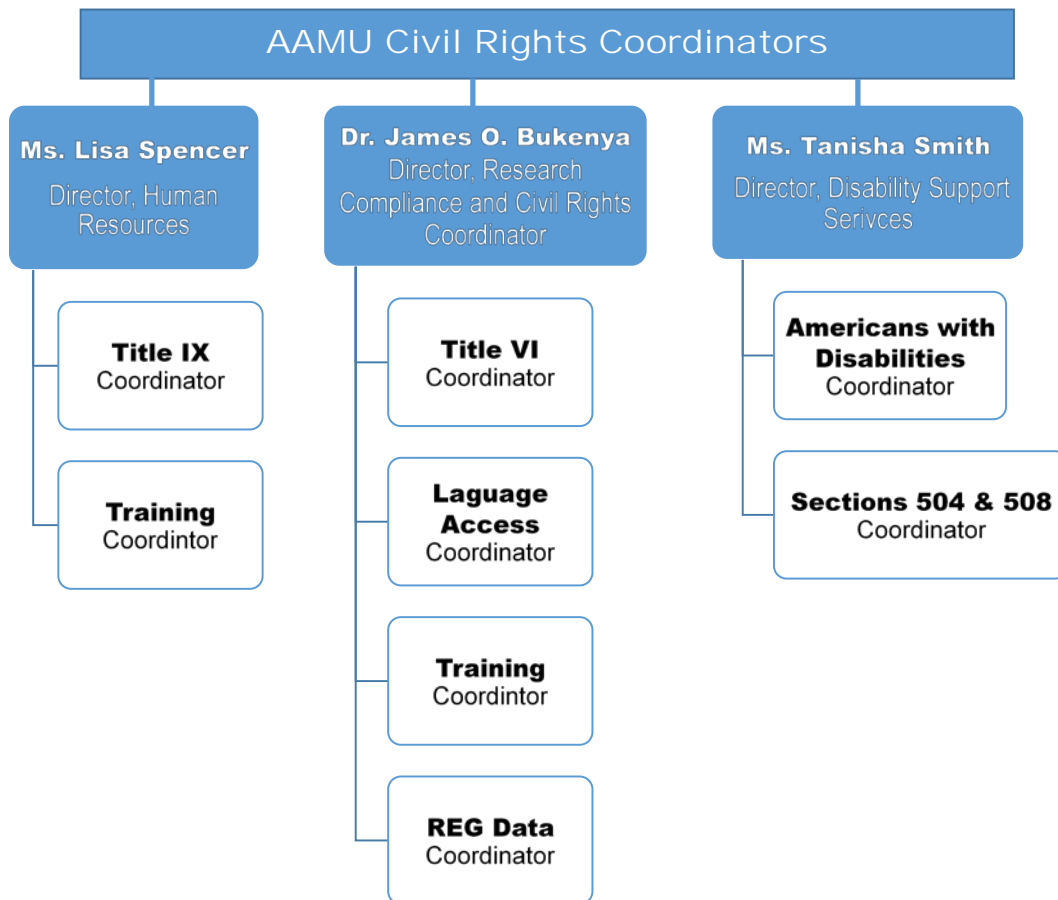 AAMU Civil Rights Coordinators
Ms. Lisa Spencer
Director, Human
Resources
Title IX
Coordinator
Training
Coordintor
Dr. James O. Bukenya
Director, Research
Compliance and Civil Rights
Coordinator
Title VI
Coordinator
Laguage
Access
Coordinator
Training
Coordintor
REG Data
Coordinator
Ms. Tanisha Smith
Director, Disability Support
Serivces
Americans with
Disabilities
Coordinator
Sections 504 & 508
Coordinator